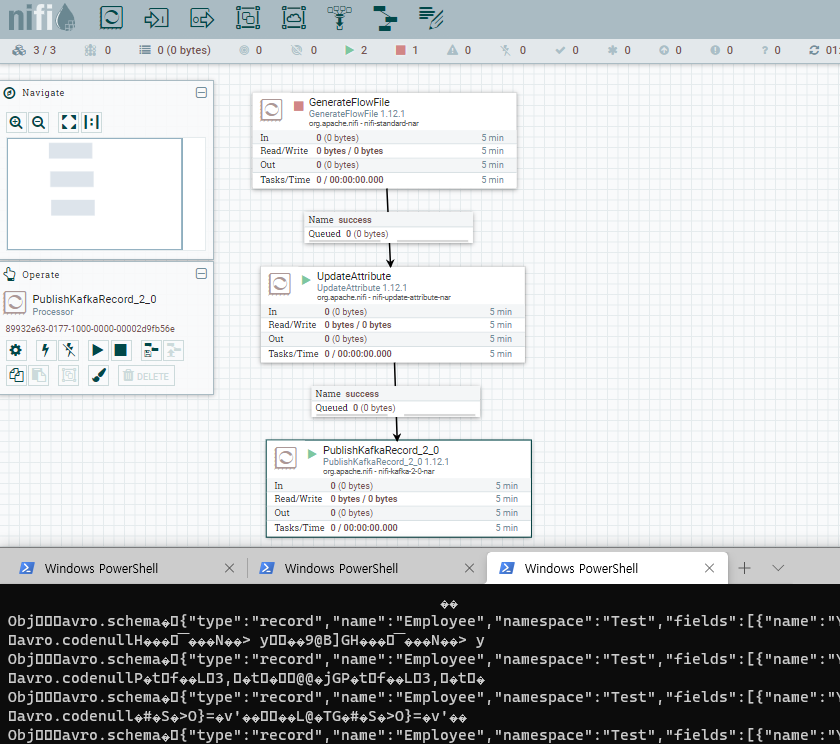 nifi
3 / 3 0 0 (0 bytes) 0 0 2 1 0 0 0 0 0 0 0 01:
Navigate
GenerateFlowFile
GenerateFlowFile 1.12.1
org.apache.nifi - nifi-standard-nar
In 0 (0 bytes) 5 min
Read/Write 0 bytes / 0 bytes 5 min
Out 0 (0 bytes) 5 min
Tasks/Time 0 / 00:00:00.000 5 min
Name success
Queued 0 (0 bytes)
Operate
PublishKafkaRecord_2_0
Processor
89932e63-0177-1000-0000-00002d9fb56e
DELETE
UpdateAttribute
UpdateAttribute 1.12.1
org.apache.nifi - nifi-update-attribute-nar
In 0 (0 bytes) 5 min
Read/Write 0 bytes / 0 bytes 5 min
Out 0 (0 bytes) 5 min
Tasks/Time 0 / 00:00:00.000 5 min
Name success
Queued 0 (0 bytes)
PublishKafkaRecord_2_0
PublishKafkaRecord_2_0 1.12.1
org.apache.nifi - nifi-kafka-2-0-nar
In 0 (0 bytes) 5 min
Read/Write 0 bytes / 0 bytes 5 min
Out 0 (0 bytes) 5 min
Tasks/Time 0 / 00:00:00.000 5 min
Windows PowerShell Windows PowerShell Windows PowerShell
��
Obj▯▯▯avro.schema�▯{"type":"record","name":"Employee","namespace":"Test","fields":[{"name":"
▯avro.codenullH���▯¯���N��> y▯▯��9@B]GH���▯¯���N��> y
Obj▯▯▯avro.schema�▯{"type":"record","name":"Employee","namespace":"Test","fields":[{"name":"
▯avro.codenullP�t▯f��L▯3,▯�t▯�▯▯@@�jGP�t▯f��L▯3,▯�t▯�
Obj▯▯▯avro.schema�▯{"type":"record","name":"Employee","namespace":"Test","fields":[{"name":"
▯avro.codenull�#�S�>O}=�v'��▯▯��L@�TG�#�S�>O}=�v'��
Obj▯▯▯avro.schema�▯{"type":"record","name":"Employee","namespace":"Test","fields":[{"name":"